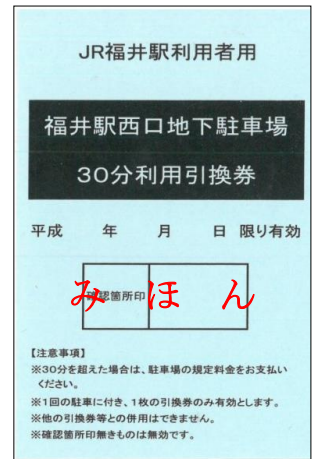 JR福井駅利用者用
福井駅西口地下駐車場
30分利用引換券
平成　　年　　月　　日 限り有効
確認箇所印
みほん
【注意事項】
※30分を超えた場合は、駐車場の規定料金をお支払い
ください。
※1回の駐車に付き、1枚の引換券のみ有効とします。
※他の引換券等との併用はできません。
※確認箇所印無きものは無効です。